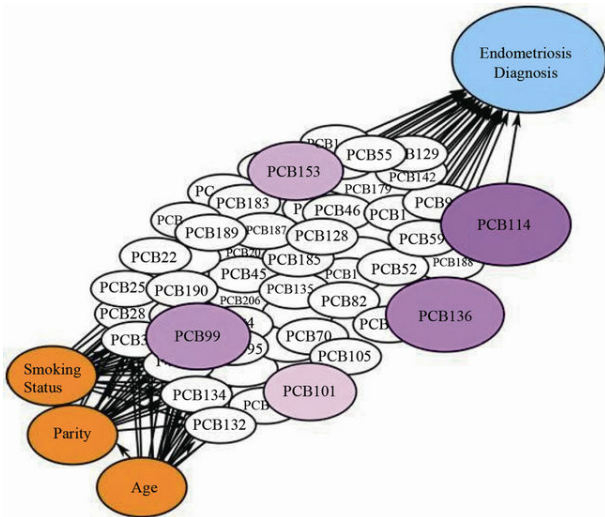 Endometriosis
Diagnosis
PCB55
PCB153
PCB142
PCB179
PCB183
PCB46
PCB114
PCB189
PCB187
PCB128
PCB59
PCB22
PCB185
PCB188
PCB45
PCB52
PCB25
PCB190
PCB135
PCB82
PCB206
PCB28
PCB136
PCB99
PCB70
PCB105
Smoking
Status
PCB101
PCB134
Parity
PCB132
Age